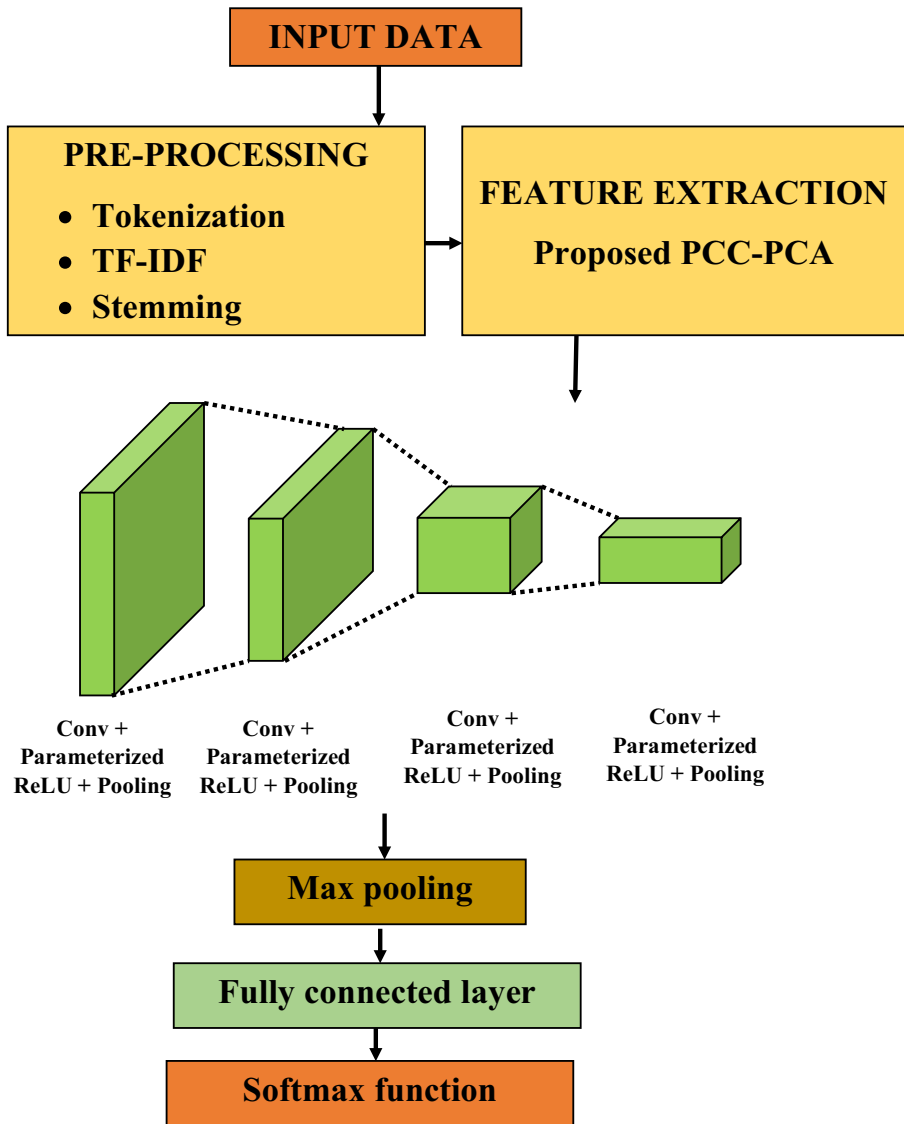 INPUT DATA
PRE-PROCESSING
• Tokenization
• TF-IDF
• Stemming
FEATURE EXTRACTION
Proposed PCC-PCA
Conv +
Parameterized
ReLU + Pooling
Conv +
Parameterized
ReLU + Pooling
Conv +
Parameterized
ReLU + Pooling
Conv +
Parameterized
ReLU + Pooling
Max pooling
Fully connected layer
Softmax function